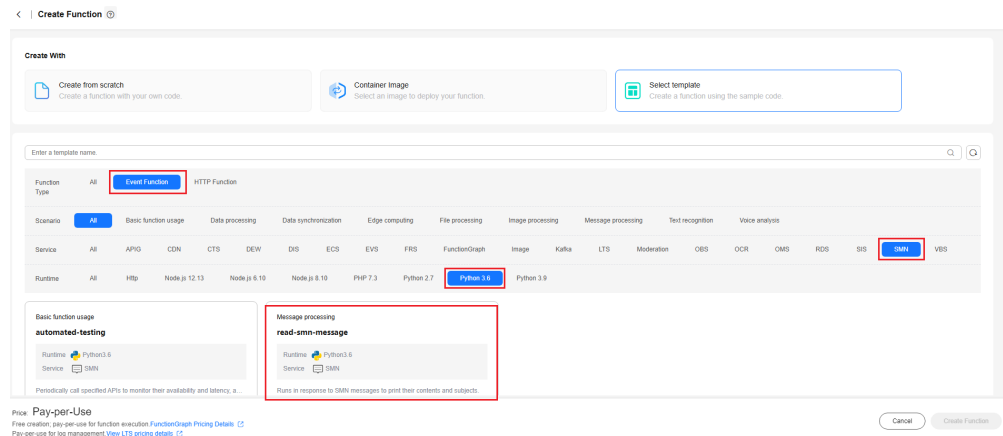 Create Function
Create With
Create from scratch
Create a function with your own code.
Container Image
Select an image to deploy your function.
Select template
Create a function using the sample code.
Enter a template name.
Function Type All Event Function HTTP Function
Scenario All Basic function usage Data processing Data synchronization Edge computing File processing Image processing Message processing Text recognition Voice analysis
Service All APIG CDN CTS DEW DIS ECS EVS FRS FunctionGraph Image Kafka LTS Moderation OBS OCR OMS RDS SIS SMN VBS
Runtime All Http Node.js 12.13 Node.js 6.10 Node.js 8.10 PHP 7.3 Python 2.7 Python 3.6 Python 3.9
Basic function usage
automated-testing
Runtime Python3.6
Service SMN
Periodically call specified APIs to monitor their availability and latency, a...
Message processing
read-smn-message
Runtime Python3.6
Service SMN
Runs in response to SMN messages to print their contents and subjects.
Price: Pay-per-Use
Free creation; pay-per-use for function execution.FunctionGraph Pricing Details
Pay-per-use for log management.View LTS pricing details
Cancel
Create Function